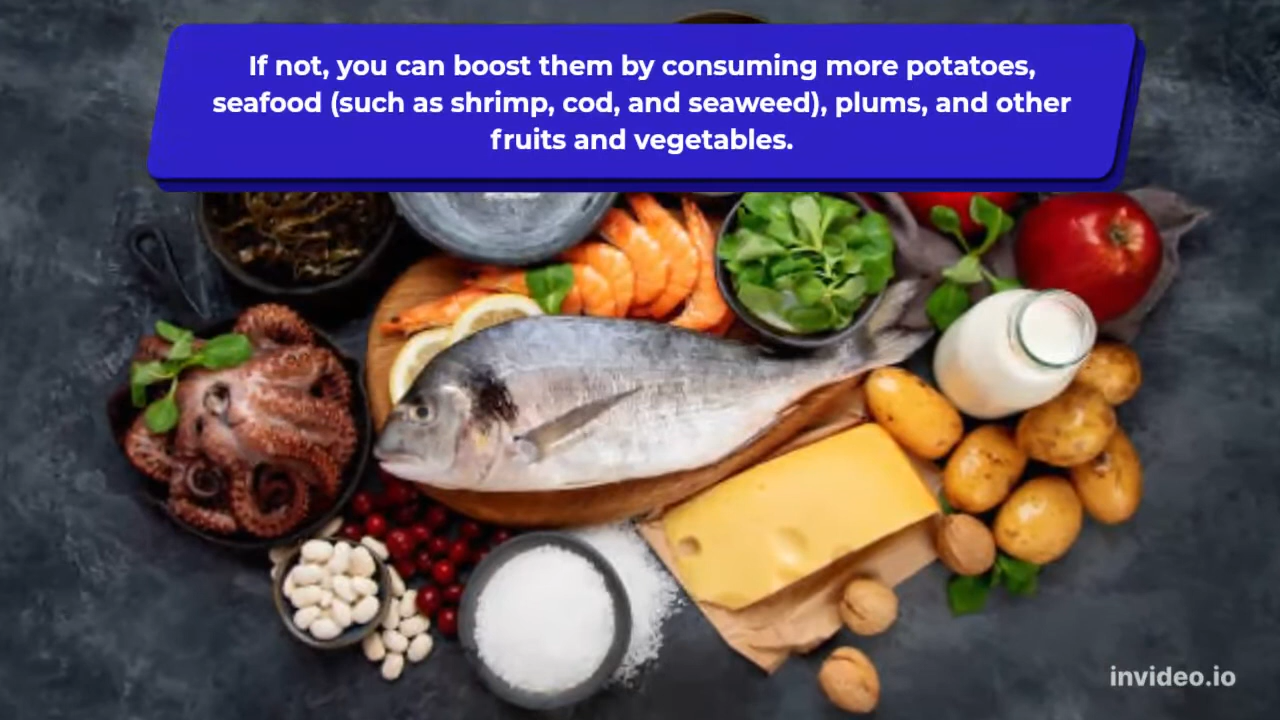 If not, you can boost them by consuming more potatoes,
seafood (such as shrimp, cod, and seaweed), plums, and other
fruits and vegetables.
invideo.io